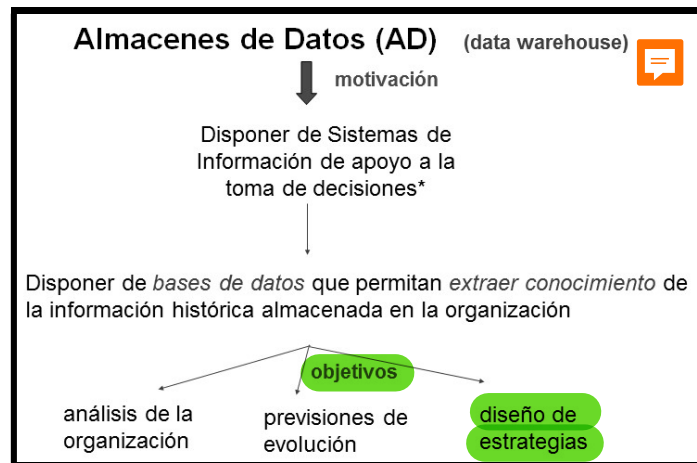 Almacenes de Datos (AD) (data warehouse)
motivación
Disponer de Sistemas de
Información de apoyo a la
toma de decisiones*
Disponer de bases de datos que permitan extraer conocimiento de
la información histórica almacenada en la organización
objetivos
análisis de la
organización
previsiones de
evolución
diseño de
estrategias